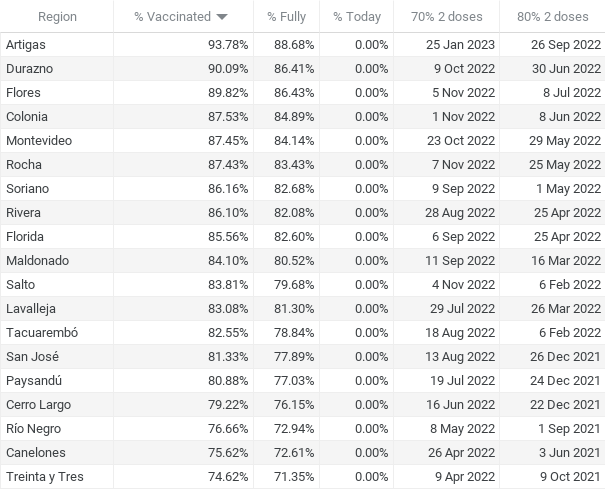 Region % Vaccinated % Fully % Today 70% 2 doses 80% 2 doses
Artigas 93.78% 88.68% 0.00% 25 Jan 2023 26 Sep 2022
Durazno 90.09% 86.41% 0.00% 9 Oct 2022 30 Jun 2022
Flores 89.82% 86.43% 0.00% 5 Nov 2022 8 Jul 2022
Colonia 87.53% 84.89% 0.00% 1 Nov 2022 8 Jun 2022
Montevideo 87.45% 84.14% 0.00% 23 Oct 2022 29 May 2022
Rocha 87.43% 83.43% 0.00% 7 Nov 2022 25 May 2022
Soriano 86.16% 82.68% 0.00% 9 Sep 2022 1 May 2022
Rivera 86.10% 82.08% 0.00% 28 Aug 2022 25 Apr 2022
Florida 85.56% 82.60% 0.00% 6 Sep 2022 25 Apr 2022
Maldonado 84.10% 80.52% 0.00% 11 Sep 2022 16 Mar 2022
Salto 83.81% 79.68% 0.00% 4 Nov 2022 6 Feb 2022
Lavalleja 83.08% 81.30% 0.00% 29 Jul 2022 26 Mar 2022
Tacuarembó 82.55% 78.84% 0.00% 18 Aug 2022 6 Feb 2022
San José 81.33% 77.89% 0.00% 13 Aug 2022 26 Dec 2021
Paysandú 80.88% 77.03% 0.00% 19 Jul 2022 24 Dec 2021
Cerro Largo 79.22% 76.15% 0.00% 16 Jun 2022 22 Dec 2021
Río Negro 76.66% 72.94% 0.00% 8 May 2022 1 Sep 2021
Canelones 75.62% 72.61% 0.00% 26 Apr 2022 3 Jun 2021
Treinta y Tres 74.62% 71.35% 0.00% 9 Apr 2022 9 Oct 2021